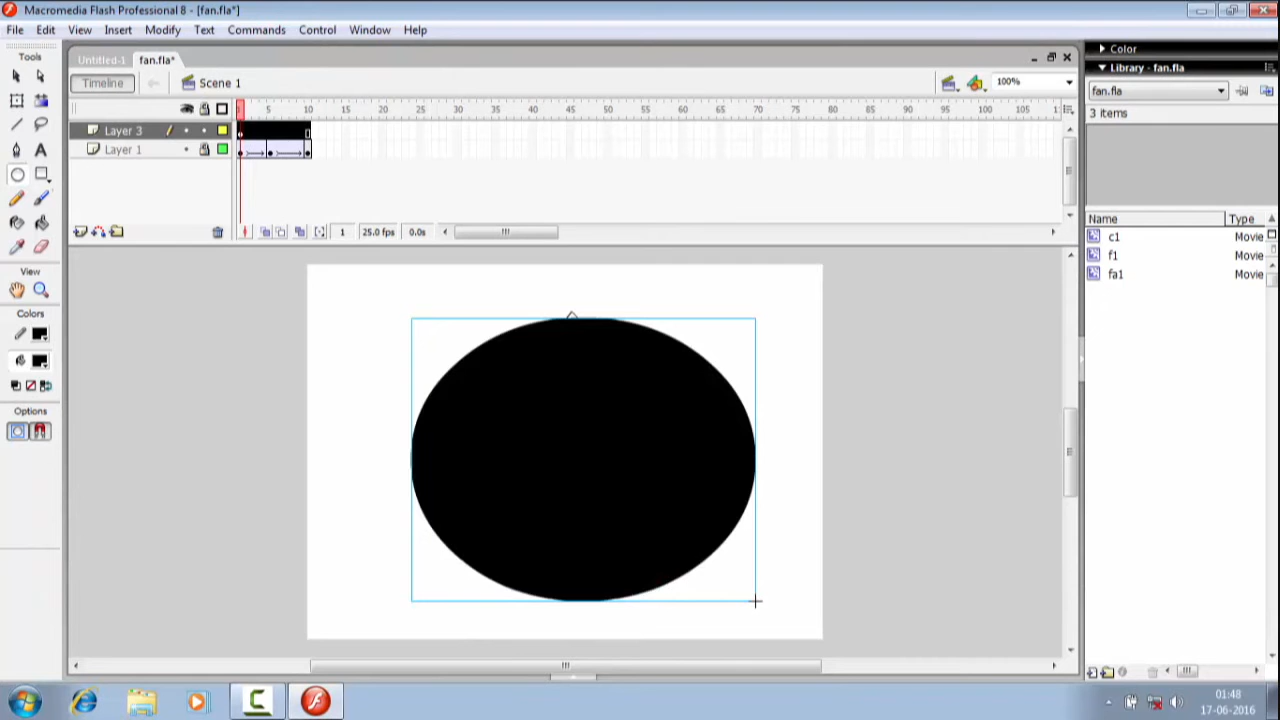 Macromedia Flash Professional 8 - [fan.fla*]
File Edit View Insert Modify Text Commands Control Window Help
Tools
Untitled-1 fan.fla*
Color
Library - fan.fla
Timeline Scene 1 100%
fan.fla
5 10 15 20 25 30 35 40 45 50 55 60 65 70 75 80 85 90 95 100 105
3 items
Layer 3
Layer 1
Name Type
1 25.0 fps 0.0s
c1 Movie
f1 Movie
fa1 Movie
View
Colors
Options
01:48
17-06-2016